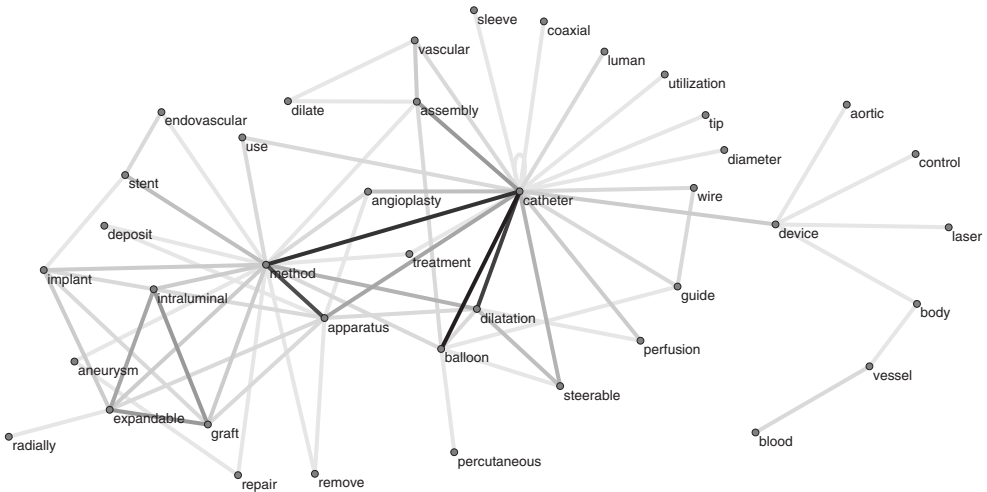 sleeve
coaxial
vascular
luman
utilization
dilate
assembly
aortic
endovascular
tip
use
diameter
control
stent
angioplasty
catheter
wire
deposit
device
laser
treatment
method
implant
intraluminal
guide
apparatus
dilatation
body
perfusion
balloon
aneurysm
vessel
steerable
expandable
graft
radially
blood
percutaneous
repair
remove